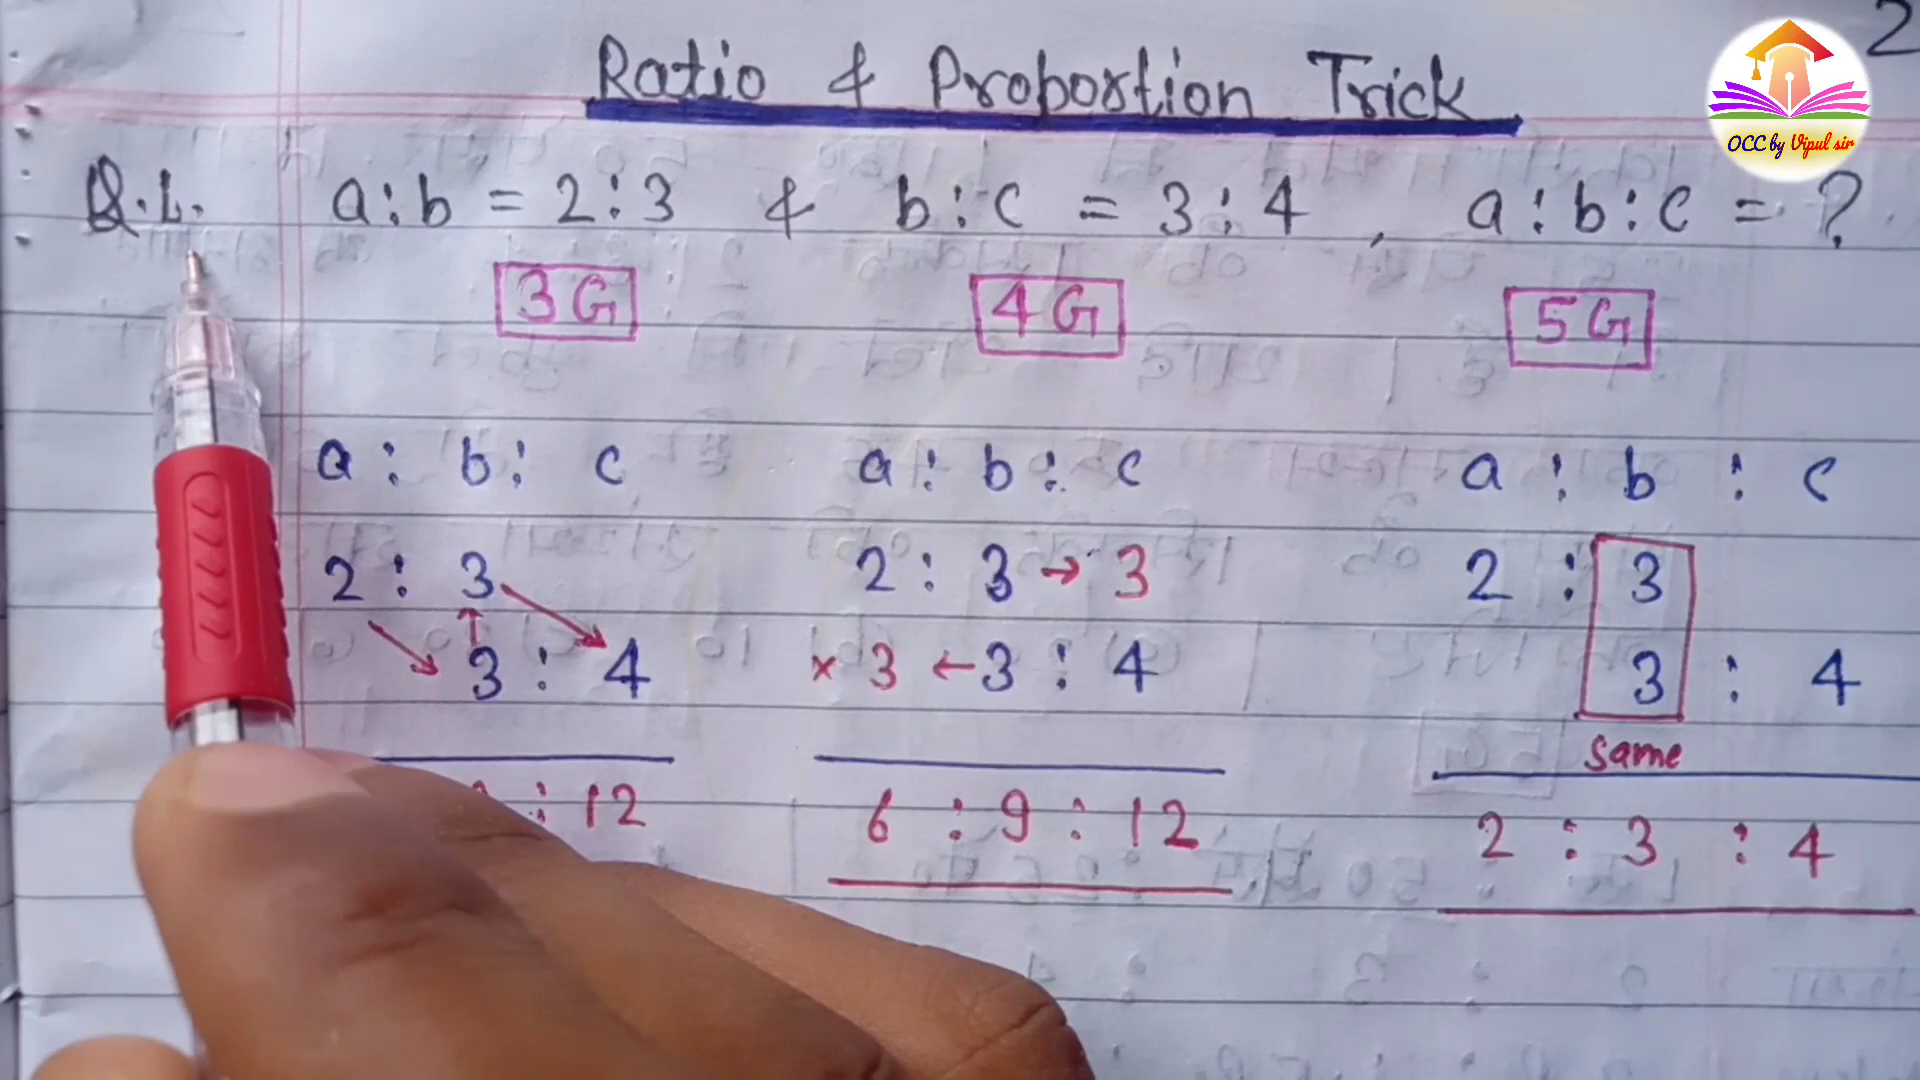 Ratio & Proportion Trick
2
OCC by Vipul sir
Q.1. a:b = 2:3 & b:c = 3:4, a:b:c = ?
3G 4G 5G
a : b : c a : b : c a : b : c
2 : 3 2 : 3 → 3 2 : 3
3 : 4 × 3 ← 3 : 4 3 : 4
same
: 12 6 : 9 : 12 2 : 3 : 4